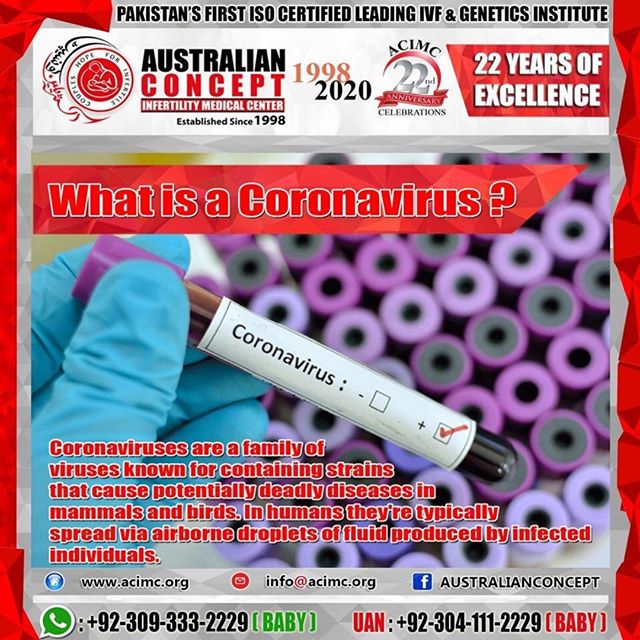 PAKISTAN'S FIRST ISO CERTIFIED LEADING IVF & GENETICS INSTITUTE
COUPLES HOPE FOR INFERTILE
AUSTRALIAN
CONCEPT
INFERTILITY MEDICAL CENTER
Established Since 1998
1998
2020
ACIMC
22nd
ANNIVERSARY
CELEBRATIONS
22 YEARS OF
EXCELLENCE
What is a Coronavirus ?
Coronavirus : - +
Coronaviruses are a family of
viruses known for containing strains
that cause potentially deadly diseases in
mammals and birds. In humans they're typically
spread via airborne droplets of fluid produced by infected
individuals.
www.acimc.org info@acimc.org AUSTRALIANCONCEPT
: +92-309-333-2229 ( BABY ) UAN : +92-304-111-2229 ( BABY )